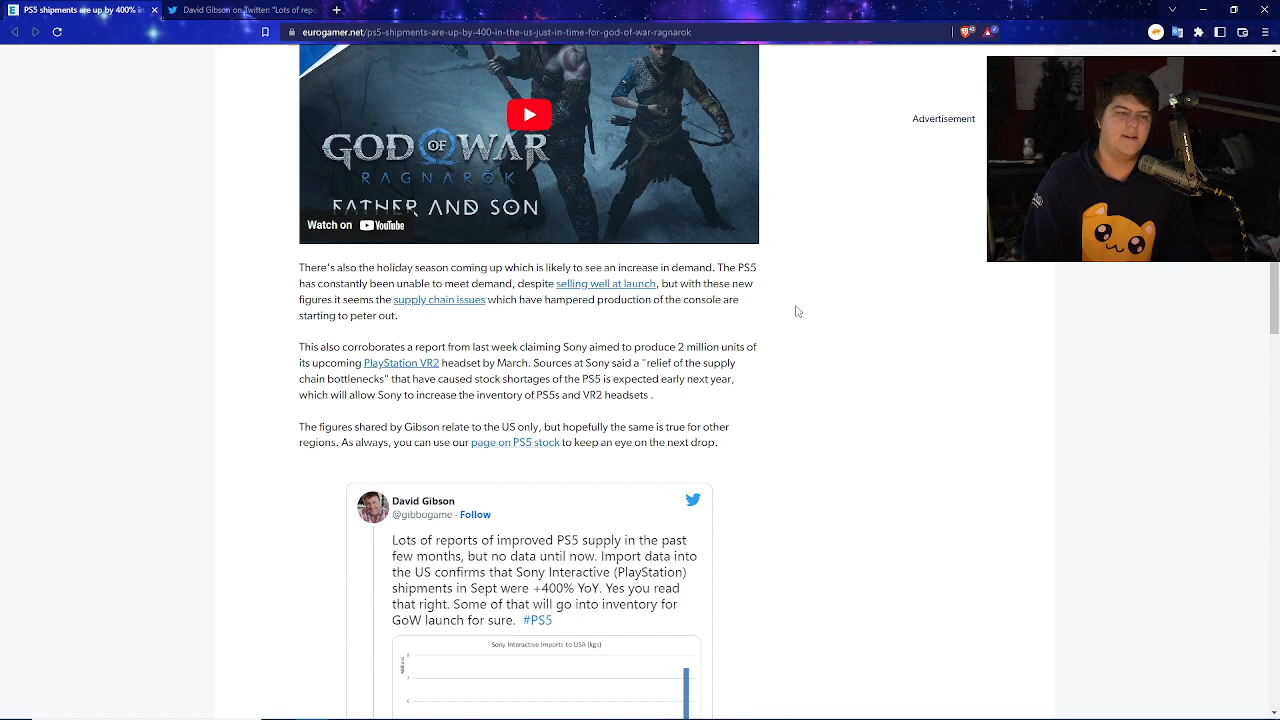 PS5 shipments are up by 400% in
David Gibson on Twitter: "Lots of repo
eurogamer.net/ps5-shipments-are-up-by-400-in-the-us-just-in-time-for-god-of-war-ragnarok
Advertisement
GOD OF WAR
RAGNARÖK
FATHER AND SON
Watch on YouTube
There's also the holiday season coming up which is likely to see an increase in demand. The PS5
has constantly been unable to meet demand, despite selling well at launch, but with these new
figures it seems the supply chain issues which have hampered production of the console are
starting to peter out.
This also corroborates a report from last week claiming Sony aimed to produce 2 million units of
its upcoming PlayStation VR2 headset by March. Sources at Sony said a "relief of the supply
chain bottlenecks" that have caused stock shortages of the PS5 is expected early next year,
which will allow Sony to increase the inventory of PS5s and VR2 headsets .
The figures shared by Gibson relate to the US only, but hopefully the same is true for other
regions. As always, you can use our page on PS5 stock to keep an eye on the next drop.
David Gibson
@gibbogame · Follow
Lots of reports of improved PS5 supply in the past
few months, but no data until now. Import data into
the US confirms that Sony Interactive (PlayStation)
shipments in Sept were +400% YoY. Yes you read
that right. Some of that will go into inventory for
GoW launch for sure. #PS5
Sony Interactive Imports to USA (kgs)
Millions
8
7
6